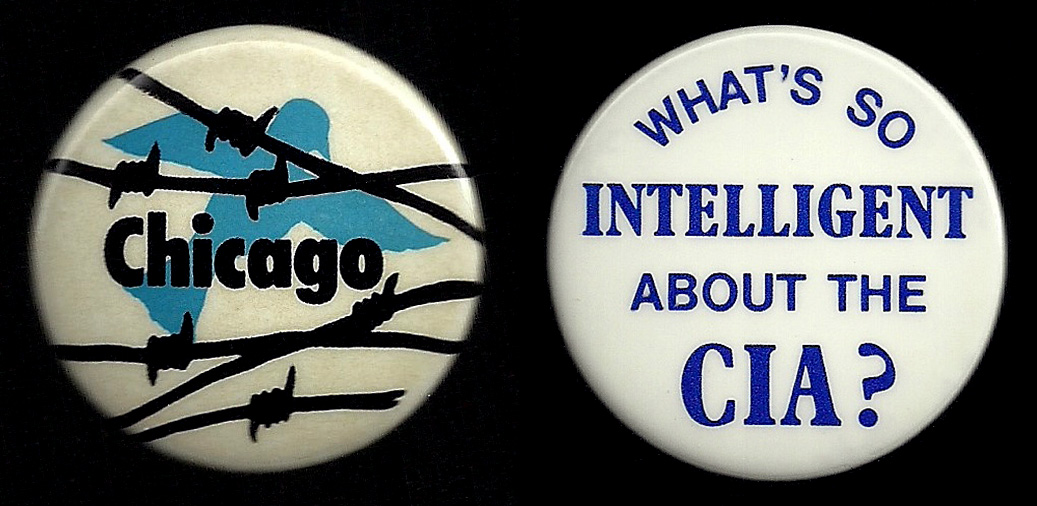 Chicago
WHAT'S SO
INTELLIGENT
ABOUT THE
CIA?